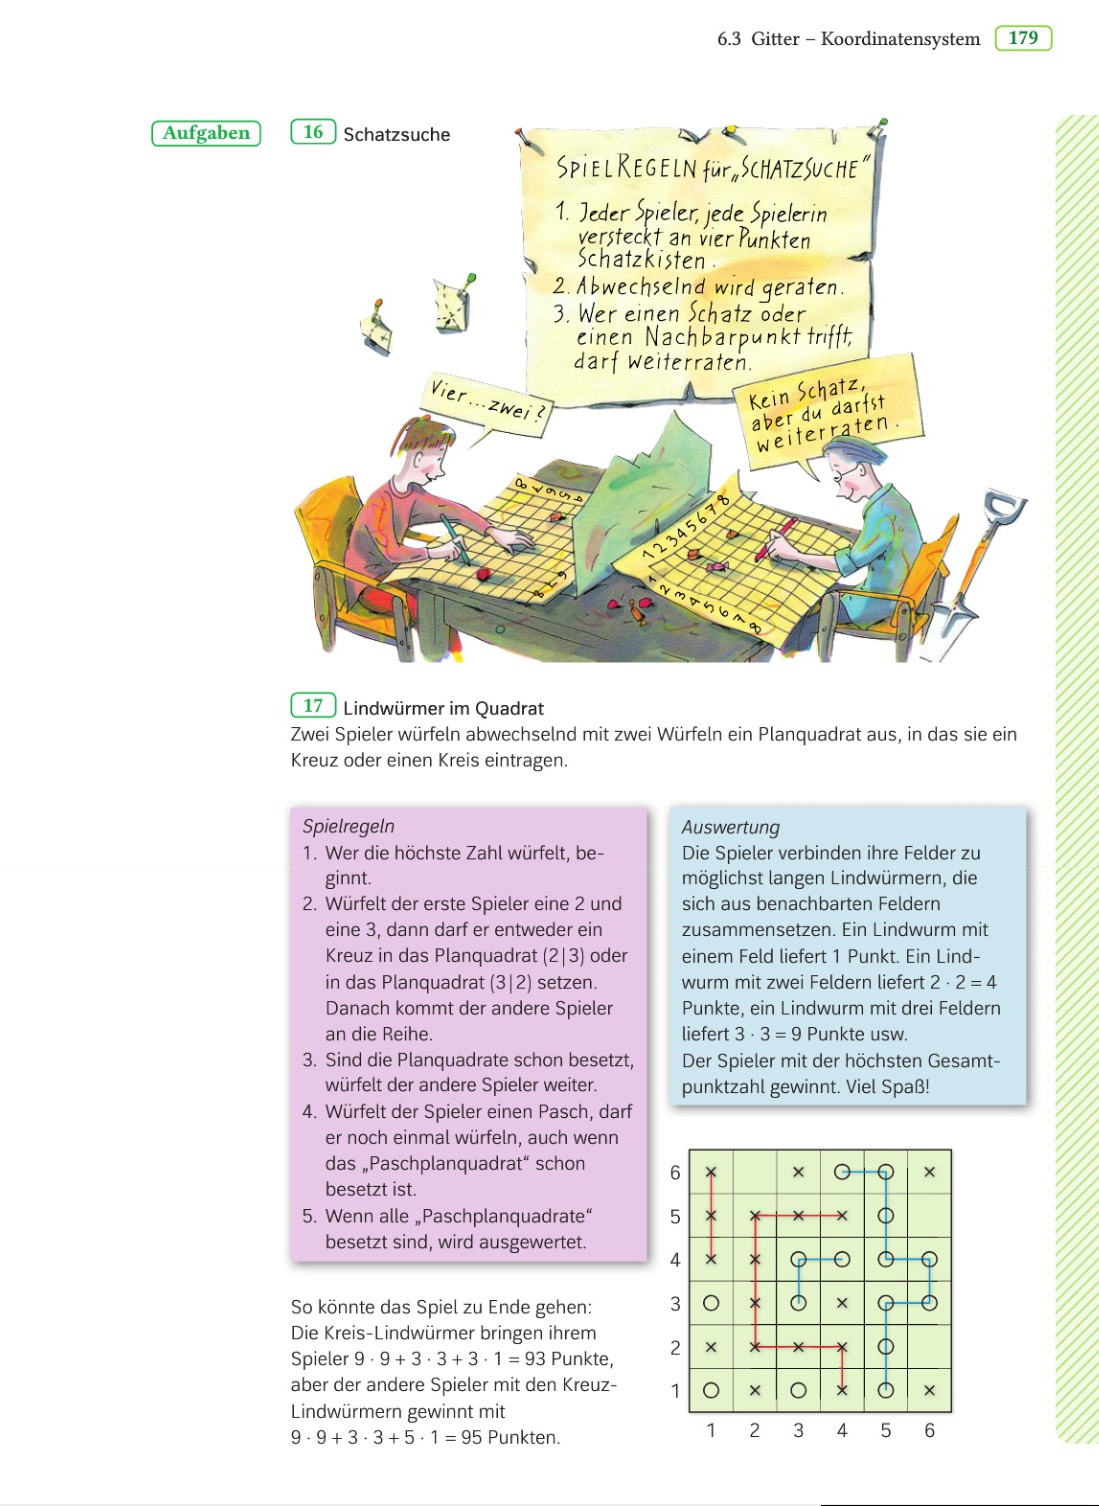 6.3 Gitter – Koordinatensystem 179
Aufgaben
16 Schatzsuche
SPIELREGELN für „SCHATZSUCHE“
1. Jeder Spieler, jede Spielerin
versteckt an vier Punkten
Schatzkisten.
2. Abwechselnd wird geraten.
3. Wer einen Schatz oder
einen Nachbarpunkt trifft,
darf weiterraten.
Vier...zwei?
Kein Schatz,
aber du darfst
weiterraten.
8 7 6 5 4
1 2 3 4 5 6 7 8
1 2 3 4 5 6 7 8
17 Lindwürmer im Quadrat
Zwei Spieler würfeln abwechselnd mit zwei Würfeln ein Planquadrat aus, in das sie ein
Kreuz oder einen Kreis eintragen.
Spielregeln
1. Wer die höchste Zahl würfelt, be-
ginnt.
2. Würfelt der erste Spieler eine 2 und
eine 3, dann darf er entweder ein
Kreuz in das Planquadrat (2|3) oder
in das Planquadrat (3|2) setzen.
Danach kommt der andere Spieler
an die Reihe.
3. Sind die Planquadrate schon besetzt,
würfelt der andere Spieler weiter.
4. Würfelt der Spieler einen Pasch, darf
er noch einmal würfeln, auch wenn
das „Paschplanquadrat“ schon
besetzt ist.
5. Wenn alle „Paschplanquadrate“
besetzt sind, wird ausgewertet.
Auswertung
Die Spieler verbinden ihre Felder zu
möglichst langen Lindwürmern, die
sich aus benachbarten Feldern
zusammensetzen. Ein Lindwurm mit
einem Feld liefert 1 Punkt. Ein Lind-
wurm mit zwei Feldern liefert 2 · 2 = 4
Punkte, ein Lindwurm mit drei Feldern
liefert 3 · 3 = 9 Punkte usw.
Der Spieler mit der höchsten Gesamt-
punktzahl gewinnt. Viel Spaß!
So könnte das Spiel zu Ende gehen:
Die Kreis-Lindwürmer bringen ihrem
Spieler 9 · 9 + 3 · 3 + 3 · 1 = 93 Punkte,
aber der andere Spieler mit den Kreuz-
Lindwürmern gewinnt mit
9 · 9 + 3 · 3 + 5 · 1 = 95 Punkten.
6
5
4
3
2
1
1 2 3 4 5 6